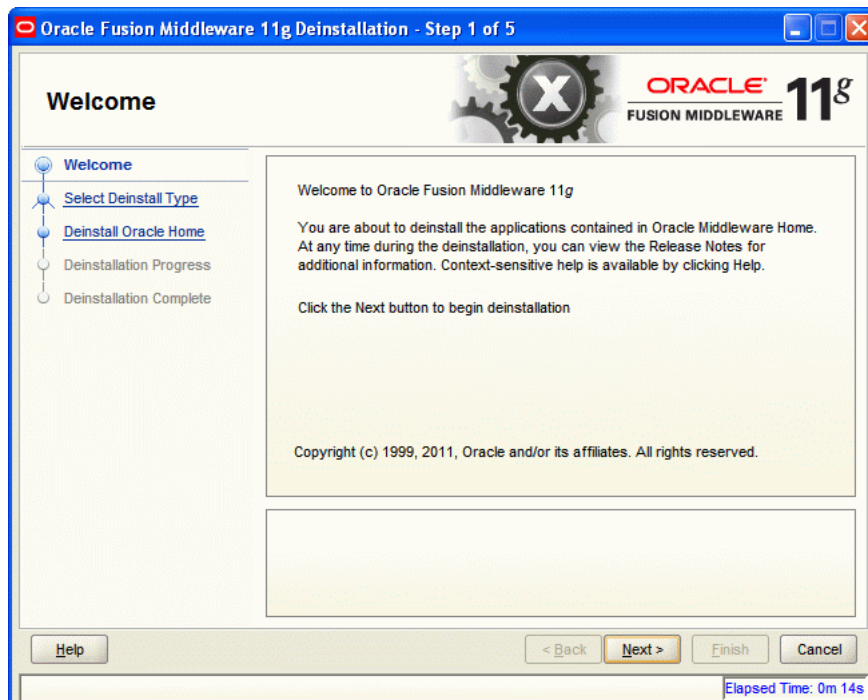 Oracle Fusion Middleware 11g Deinstallation - Step 1 of 5
Welcome
X
ORACLE®
FUSION MIDDLEWARE
11g
Welcome
Select Deinstall Type
Deinstall Oracle Home
Deinstallation Progress
Deinstallation Complete
Welcome to Oracle Fusion Middleware 11g
You are about to deinstall the applications contained in Oracle Middleware Home.
At any time during the deinstallation, you can view the Release Notes for
additional information. Context-sensitive help is available by clicking Help.
Click the Next button to begin deinstallation
Copyright (c) 1999, 2011, Oracle and/or its affiliates. All rights reserved.
Help
< Back
Next >
Finish
Cancel
Elapsed Time: 0m 14s